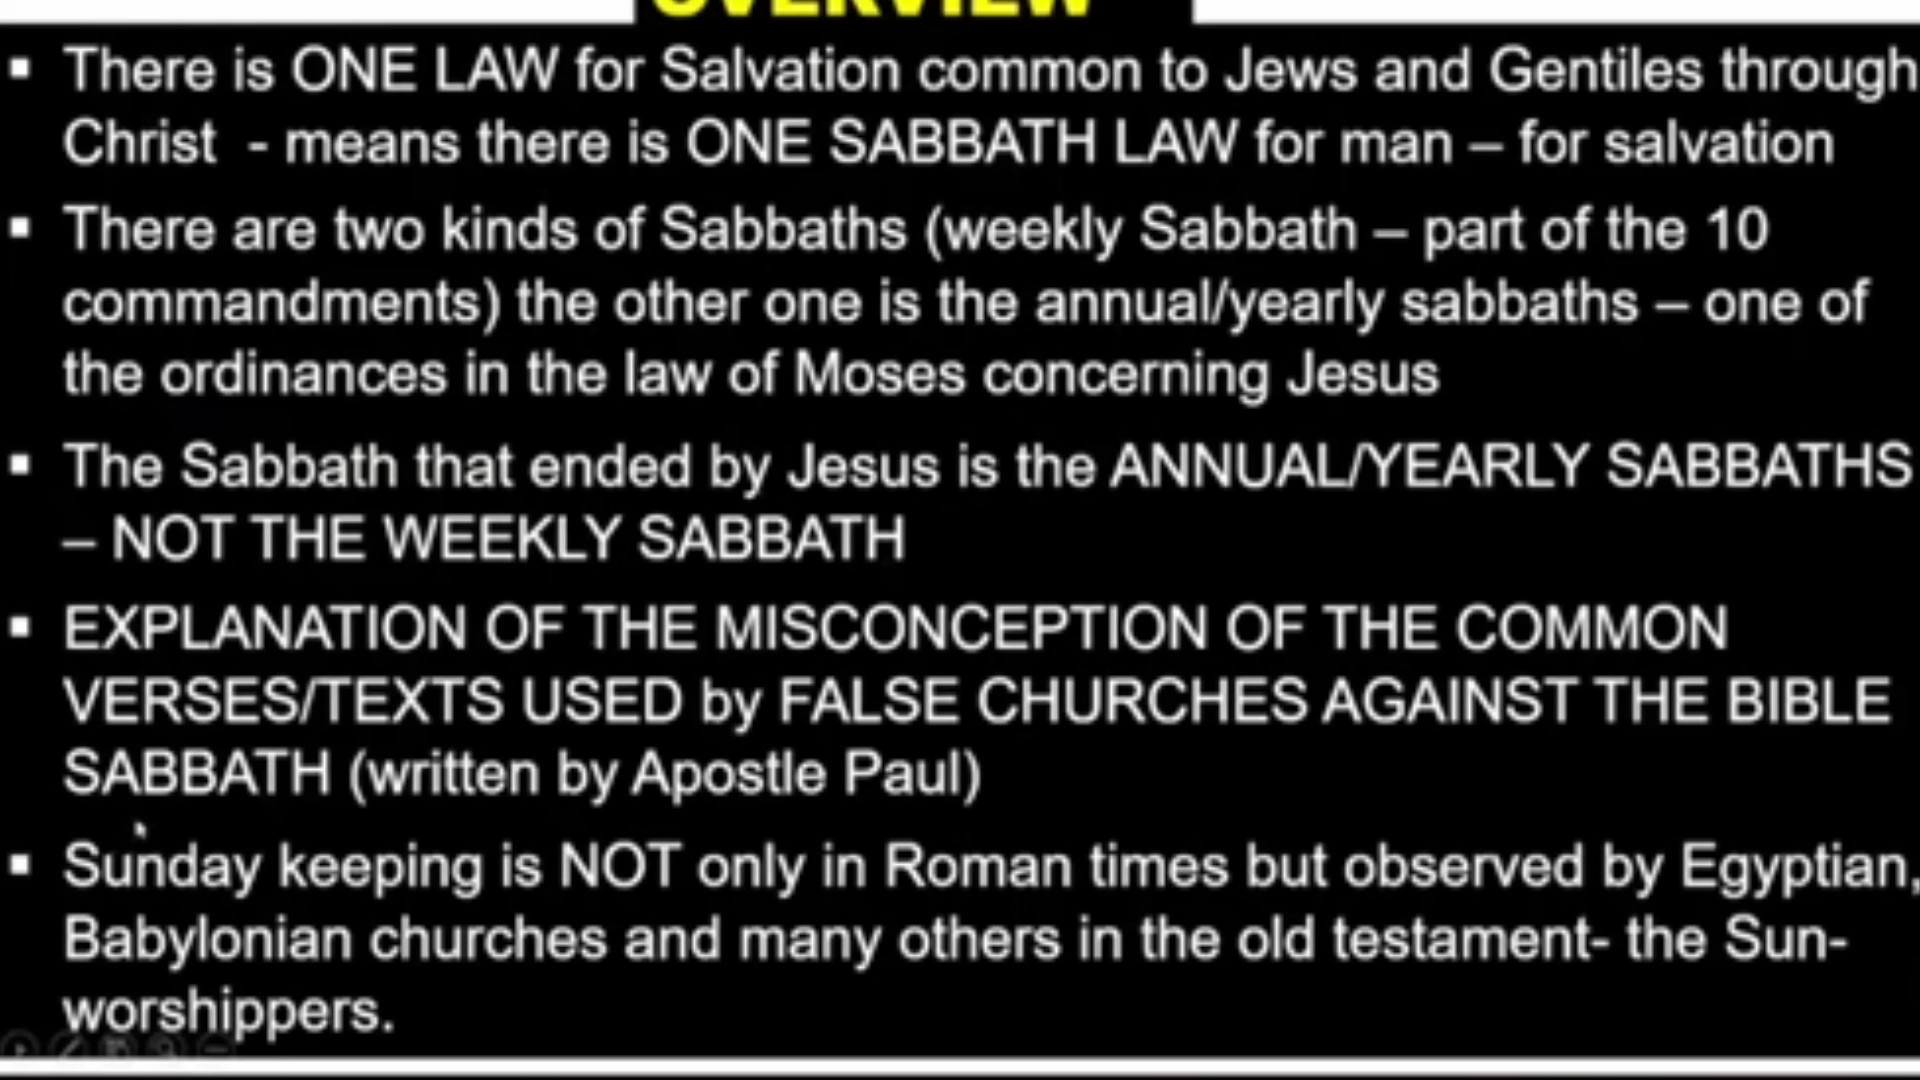 OVERVIEW
▪ There is ONE LAW for Salvation common to Jews and Gentiles through
Christ - means there is ONE SABBATH LAW for man – for salvation
▪ There are two kinds of Sabbaths (weekly Sabbath – part of the 10
commandments) the other one is the annual/yearly sabbaths – one of
the ordinances in the law of Moses concerning Jesus
▪ The Sabbath that ended by Jesus is the ANNUAL/YEARLY SABBATHS
– NOT THE WEEKLY SABBATH
▪ EXPLANATION OF THE MISCONCEPTION OF THE COMMON
VERSES/TEXTS USED by FALSE CHURCHES AGAINST THE BIBLE
SABBATH (written by Apostle Paul)
▪ Sunday keeping is NOT only in Roman times but observed by Egyptian,
Babylonian churches and many others in the old testament- the Sun-
worshippers.